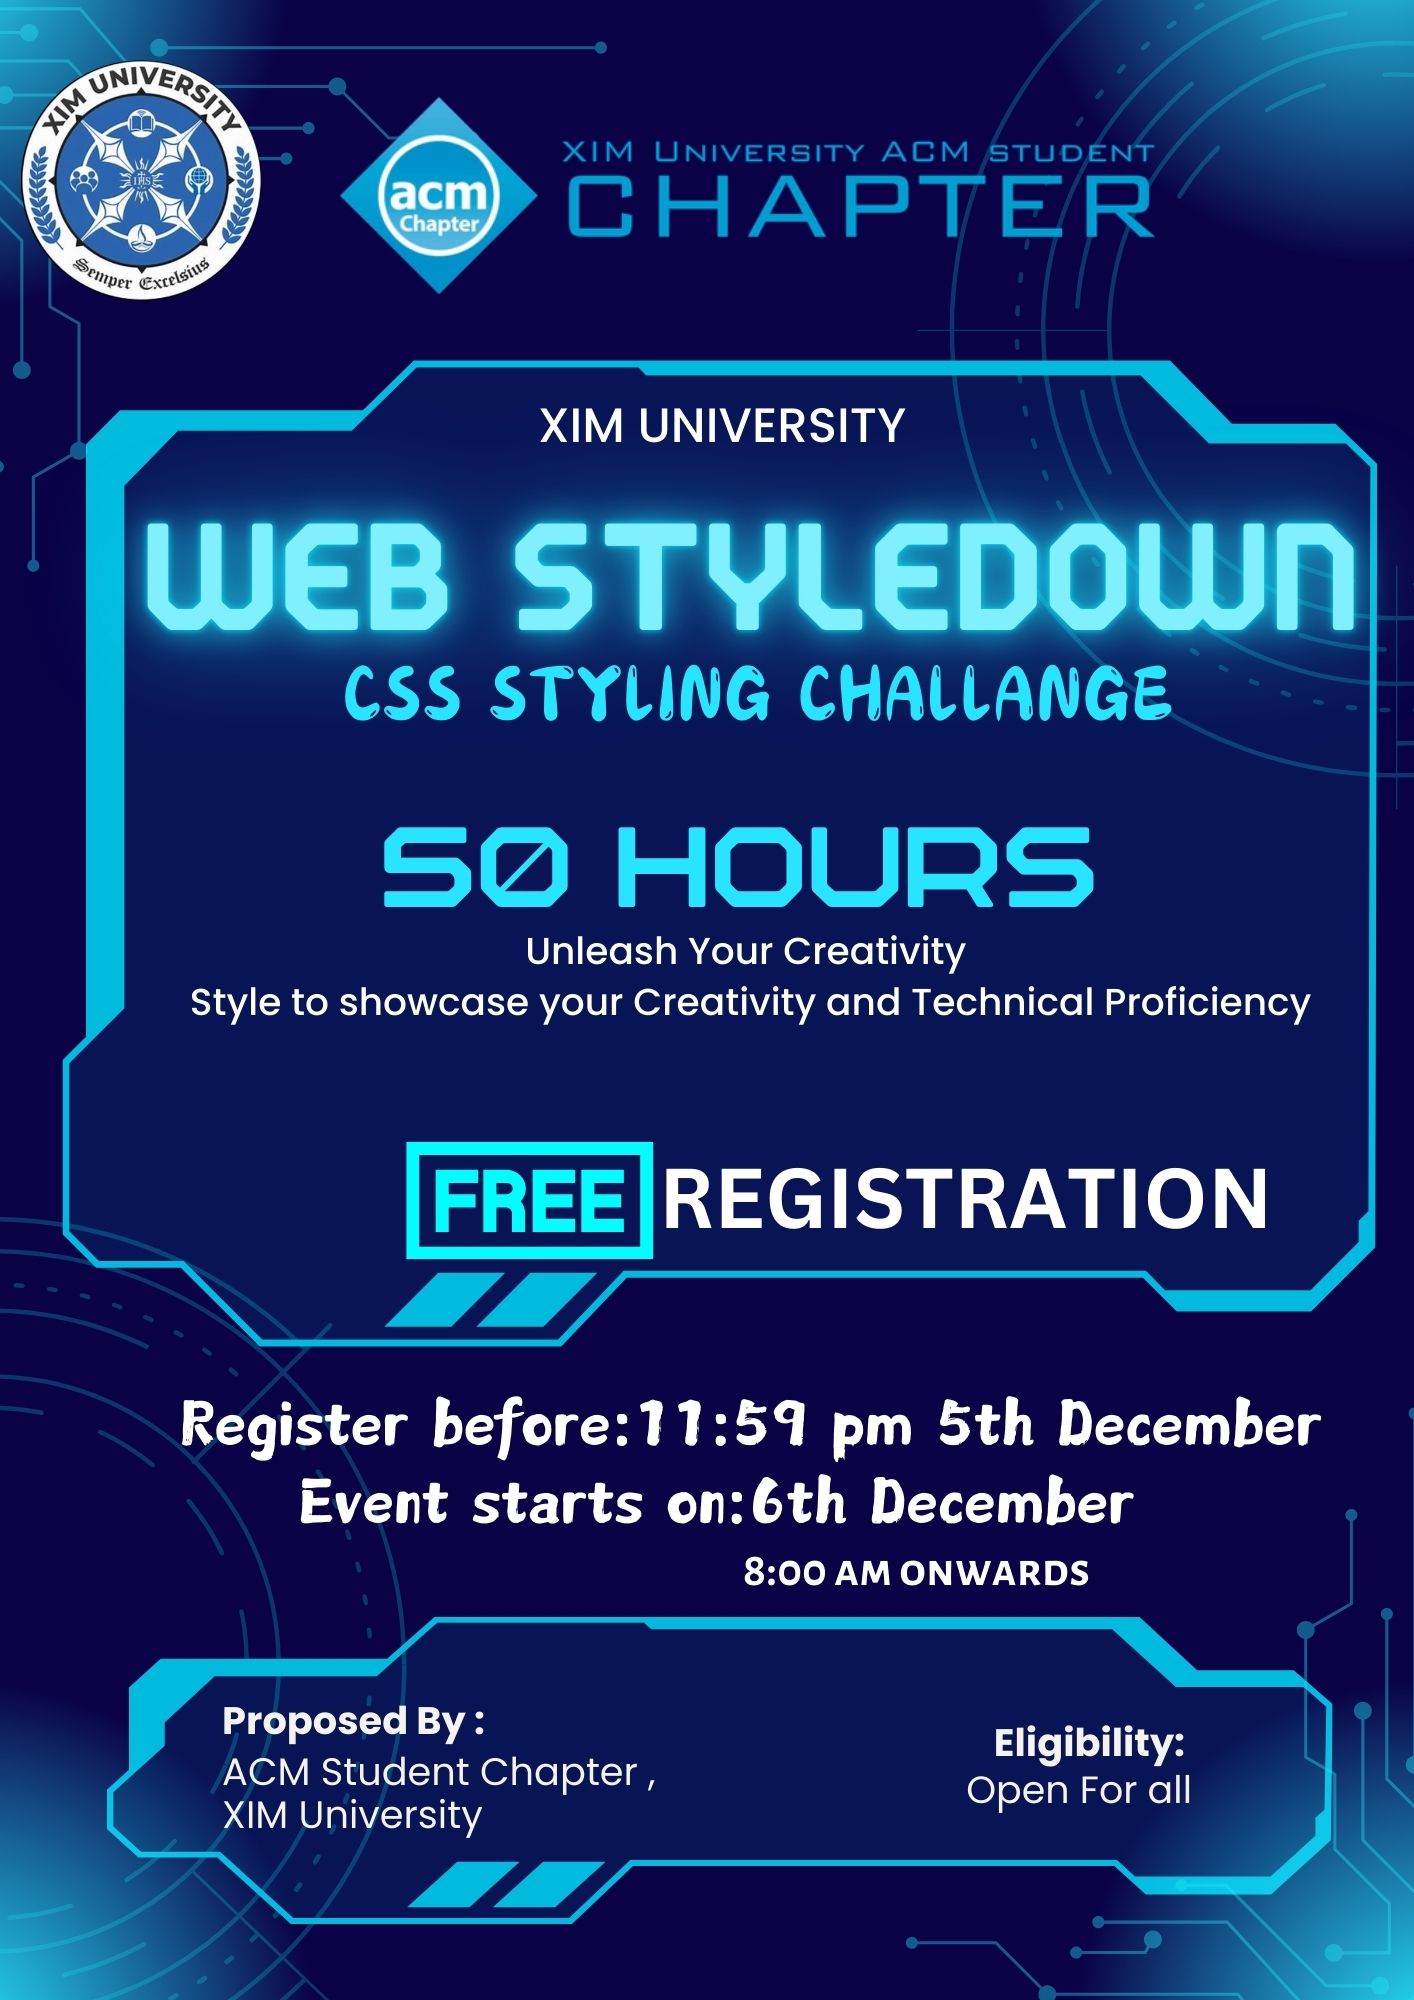 XIM UNIVERSITY
IHS
Semper Excelsius
acm
Chapter
XIM UNIVERSITY ACM STUDENT
CHAPTER
XIM UNIVERSITY
WEB STYLEDOWN
CSS STYLING CHALLANGE
50 HOURS
Unleash Your Creativity
Style to showcase your Creativity and Technical Proficiency
FREE REGISTRATION
Register before:11:59 pm 5th December
Event starts on:6th December
8:00 AM ONWARDS
Proposed By :
ACM Student Chapter ,
XIM University
Eligibility:
Open For all